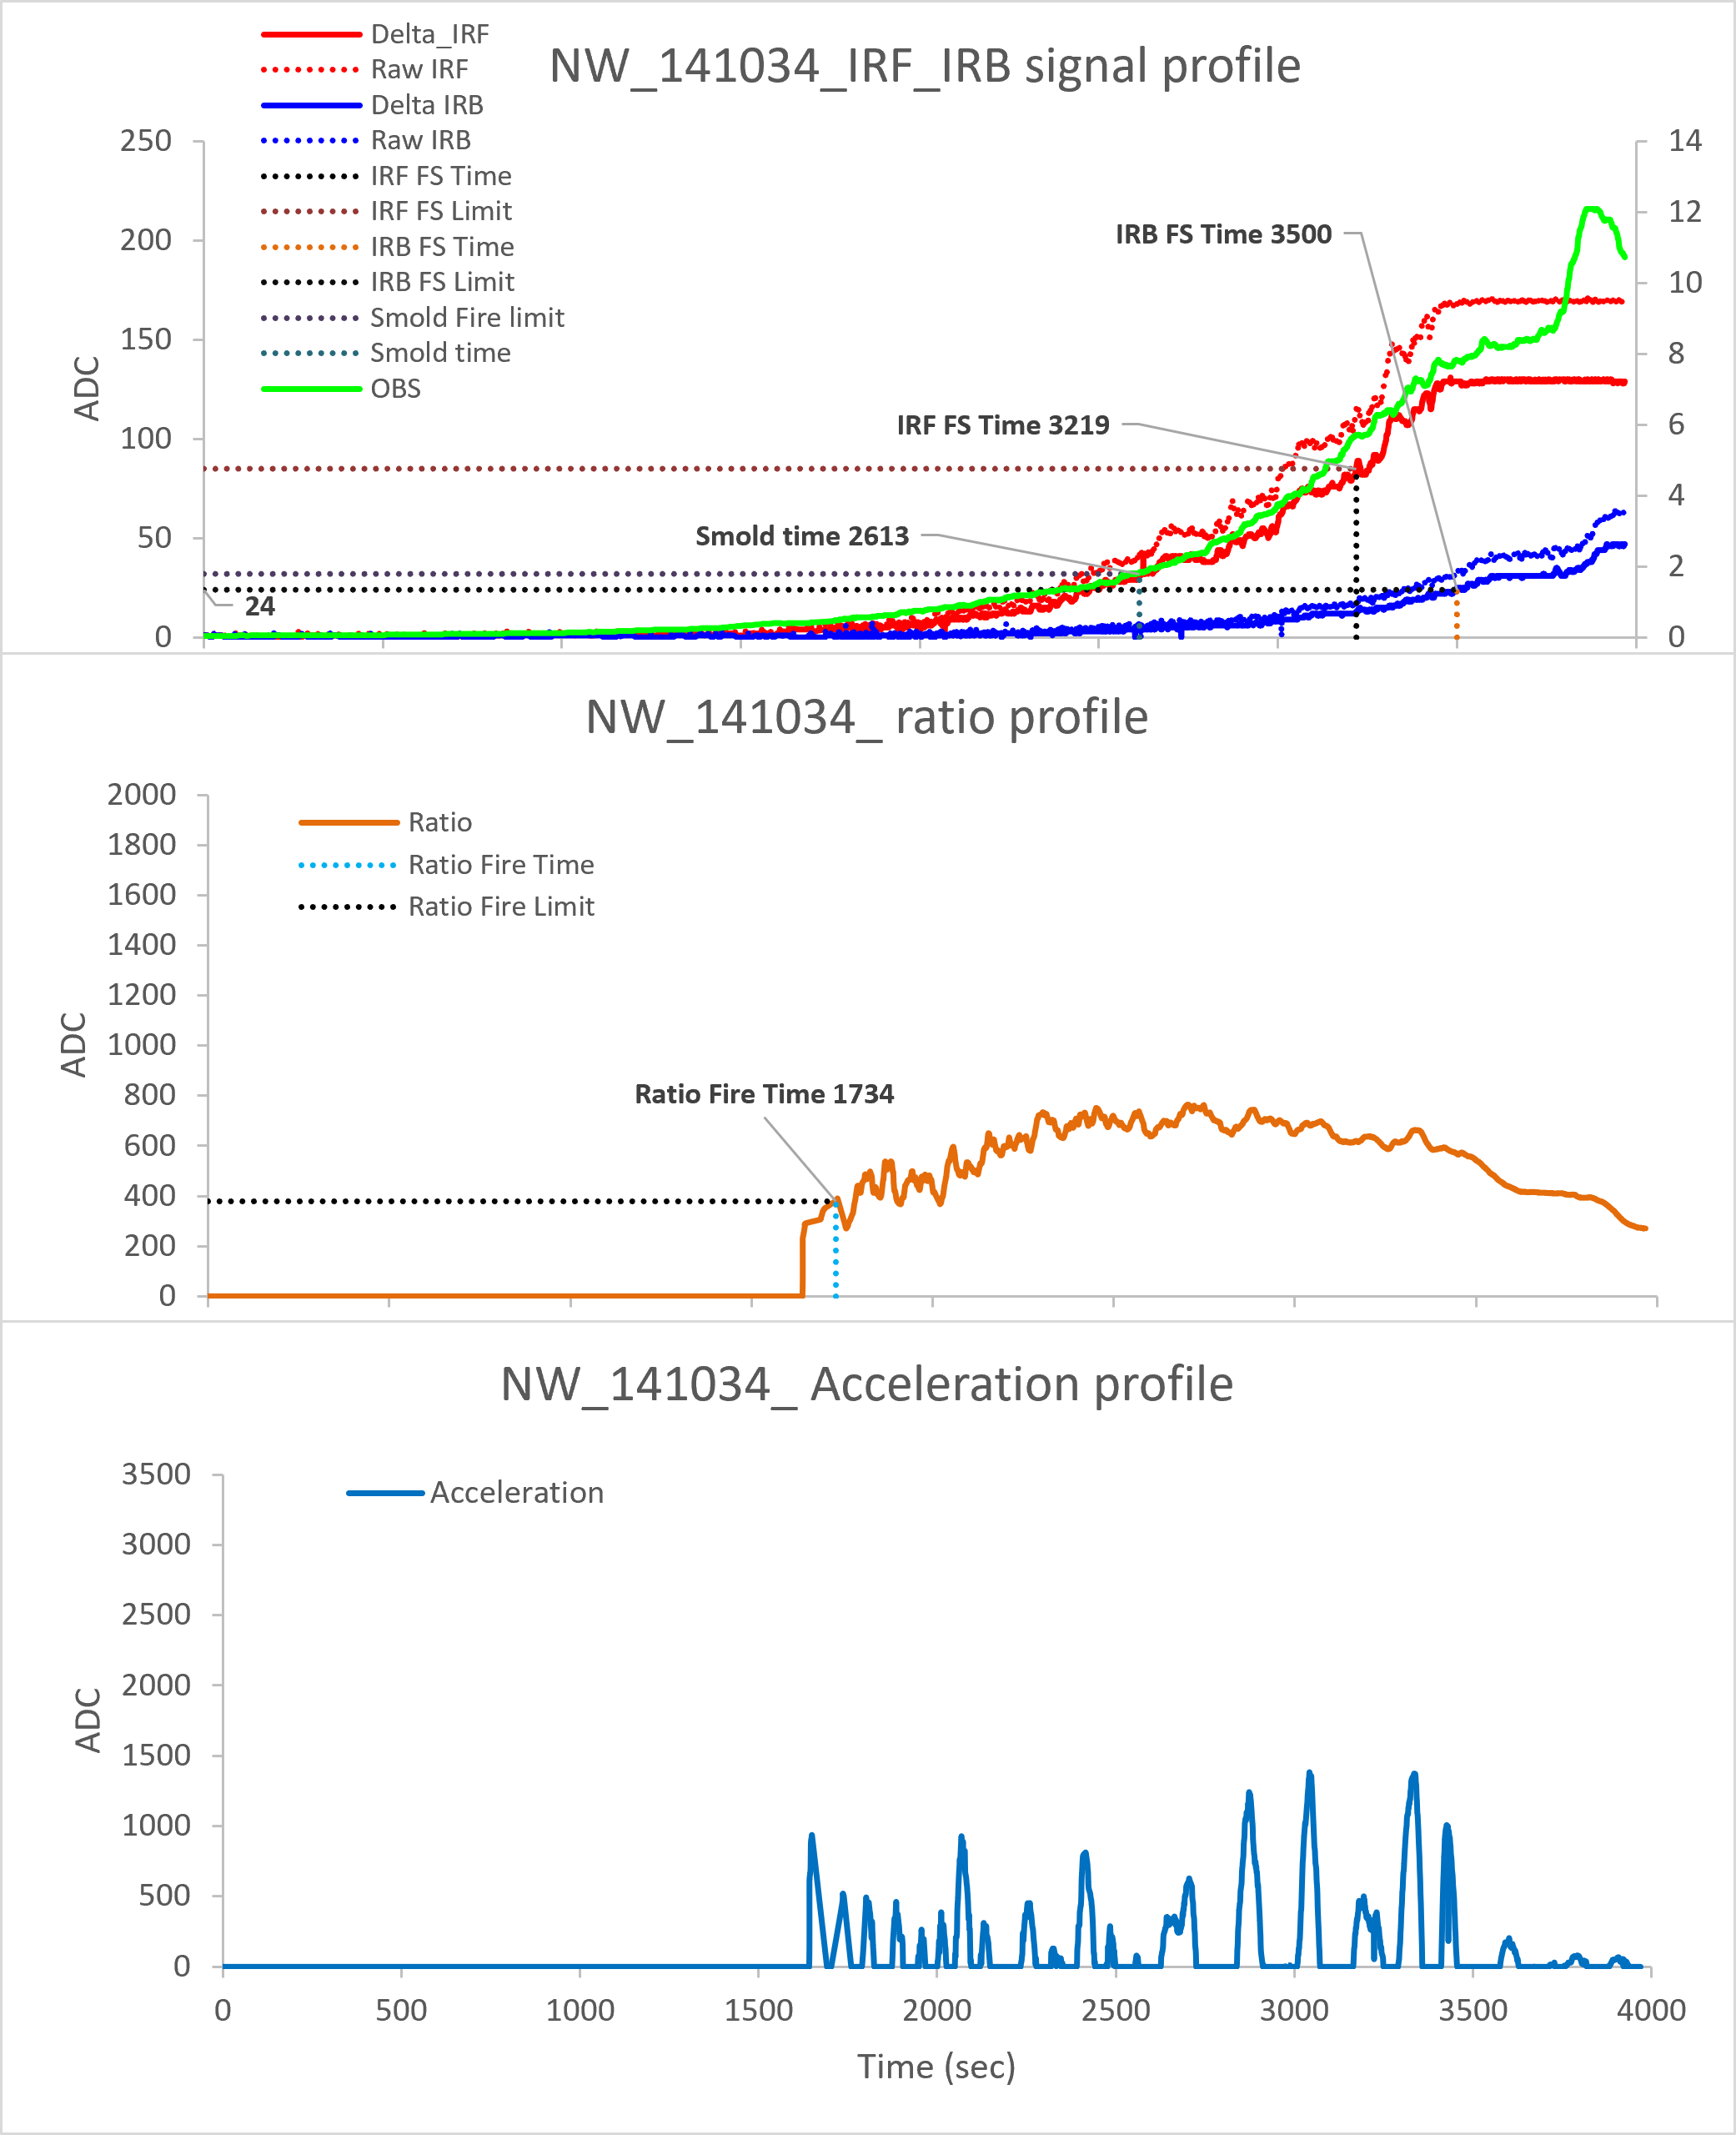 NW_141034_IRF_IRB signal profile
Delta_IRF
Raw IRF
Delta IRB
Raw IRB
IRF FS Time
IRF FS Limit
IRB FS Time
IRB FS Limit
Smold Fire limit
Smold time
OBS
ADC
250
200
150
100
50
0
14
12
10
8
6
4
2
0
IRB FS Time 3500
IRF FS Time 3219
Smold time 2613
24
NW_141034_ ratio profile
ADC
2000
1800
1600
1400
1200
1000
800
600
400
200
0
Ratio
Ratio Fire Time
Ratio Fire Limit
Ratio Fire Time 1734
NW_141034_ Acceleration profile
ADC
3500
3000
2500
2000
1500
1000
500
0
Acceleration
0 500 1000 1500 2000 2500 3000 3500 4000
Time (sec)